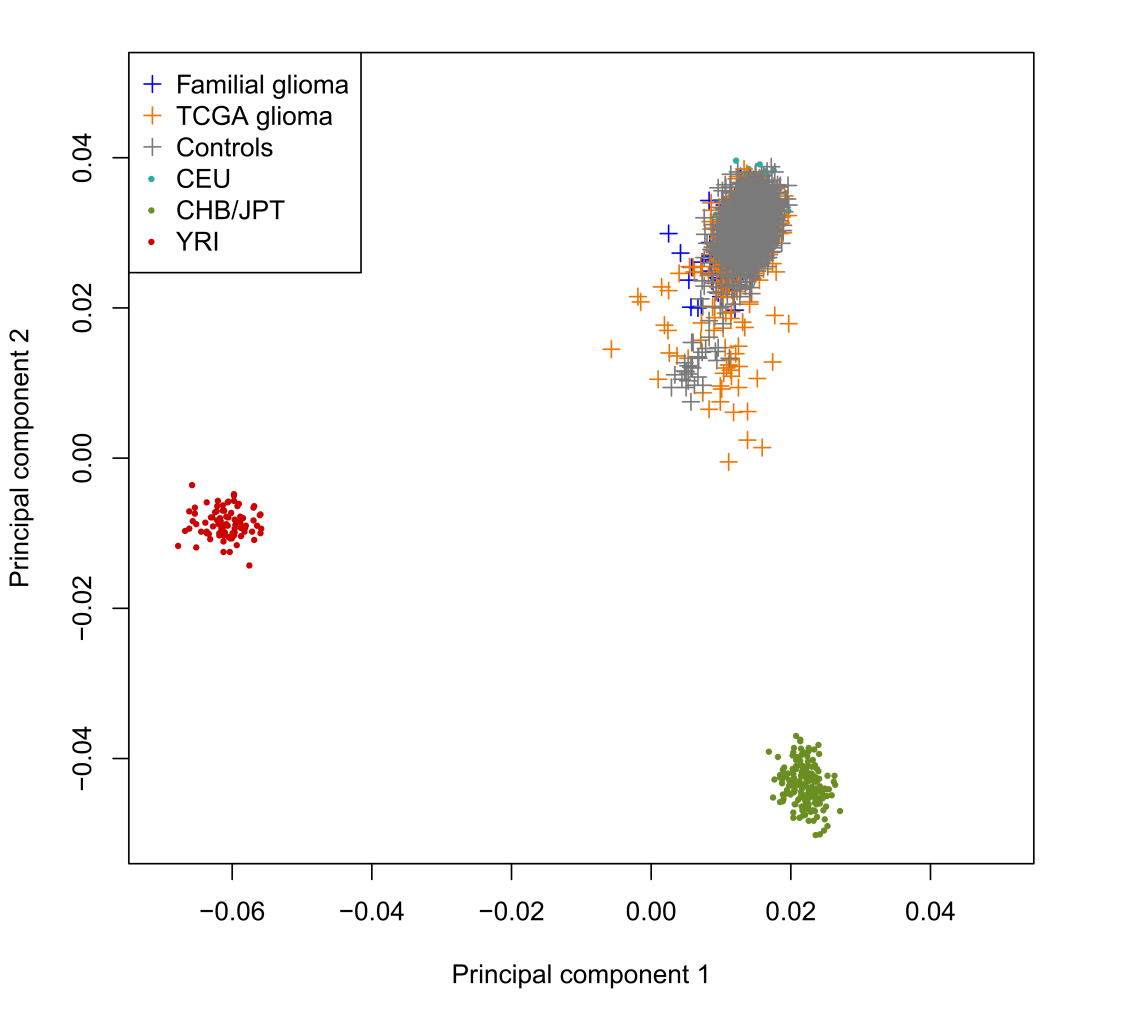 Familial glioma
TCGA glioma
Controls
CEU
CHB/JPT
YRI
Principal component 2
0.04
0.02
0.00
−0.02
−0.04
−0.06
−0.04
−0.02
0.00
0.02
0.04
Principal component 1